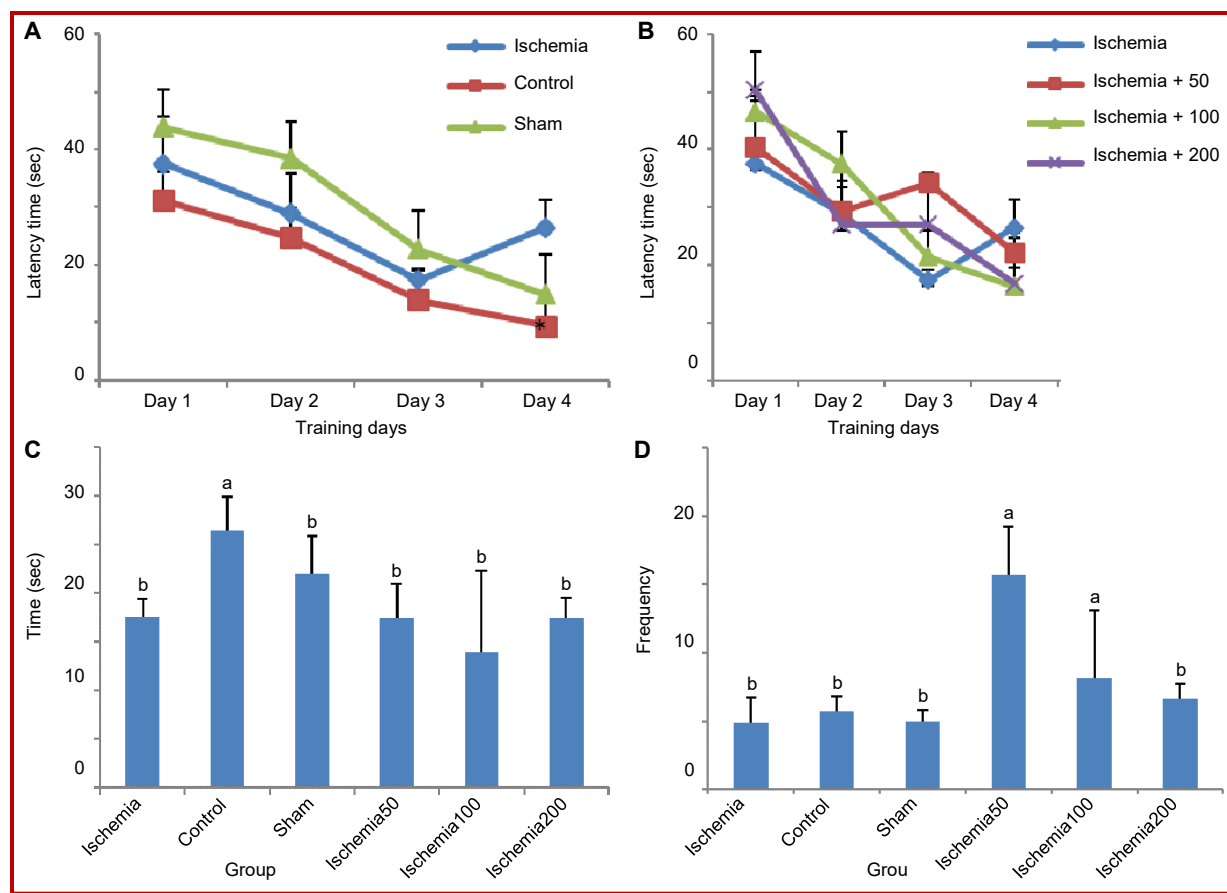 A
60
40
20
0
Latency time (sec)
Ischemia
Control
Sham
*
Day 1 Day 2 Day 3 Day 4
Training days
B
60
40
20
0
Latency time (sec)
Ischemia
Ischemia + 50
Ischemia + 100
Ischemia + 200
Day 1 Day 2 Day 3 Day 4
Training days
C
30
20
10
0
Time (sec)
b a b b b b
Ischemia Control Sham Ischemia50 Ischemia100 Ischemia200
Group
D
20
10
0
Frequency
b b b a a b
Ischemia Control Sham Ischemia50 Ischemia100 Ischemia200
Grou